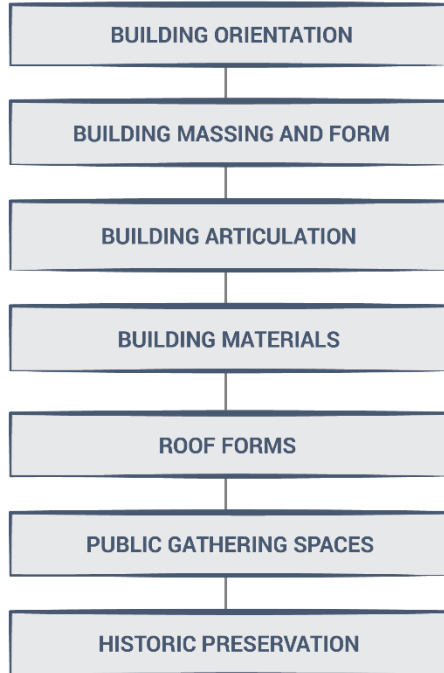 BUILDING ORIENTATION
BUILDING MASSING AND FORM
BUILDING ARTICULATION
BUILDING MATERIALS
ROOF FORMS
PUBLIC GATHERING SPACES
HISTORIC PRESERVATION